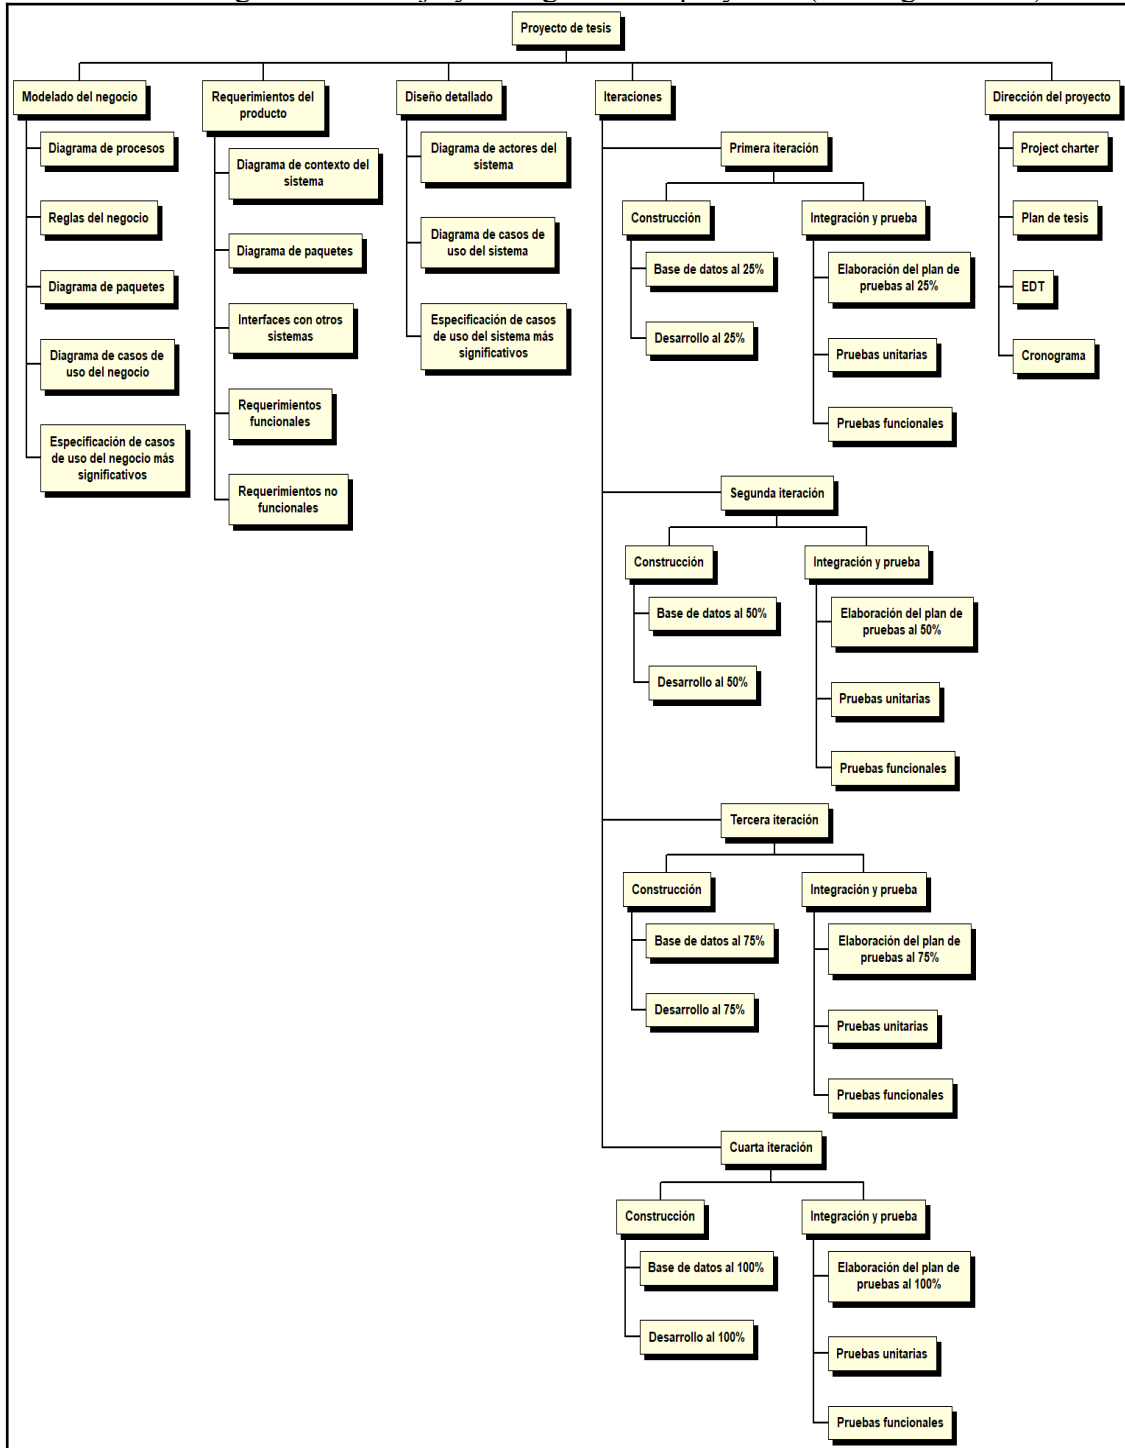 Proyecto de tesis
Modelado del negocio
Diagrama de procesos
Reglas del negocio
Diagrama de paquetes
Diagrama de casos de
uso del negocio
Especificación de casos
de uso del negocio más
significativos
Requerimientos del
producto
Diagrama de contexto del
sistema
Diagrama de paquetes
Interfaces con otros
sistemas
Requerimientos
funcionales
Requerimientos no
funcionales
Diseño detallado
Diagrama de actores del
sistema
Diagrama de casos de
uso del sistema
Especificación de casos
de uso del sistema más
significativos
Iteraciones
Primera iteración
Construcción
Base de datos al 25%
Desarrollo al 25%
Integración y prueba
Elaboración del plan de
pruebas al 25%
Pruebas unitarias
Pruebas funcionales
Segunda iteración
Construcción
Base de datos al 50%
Desarrollo al 50%
Integración y prueba
Elaboración del plan de
pruebas al 50%
Pruebas unitarias
Pruebas funcionales
Tercera iteración
Construcción
Base de datos al 75%
Desarrollo al 75%
Integración y prueba
Elaboración del plan de
pruebas al 75%
Pruebas unitarias
Pruebas funcionales
Cuarta iteración
Construcción
Base de datos al 100%
Desarrollo al 100%
Integración y prueba
Elaboración del plan de
pruebas al 100%
Pruebas unitarias
Pruebas funcionales
Dirección del proyecto
Project charter
Plan de tesis
EDT
Cronograma